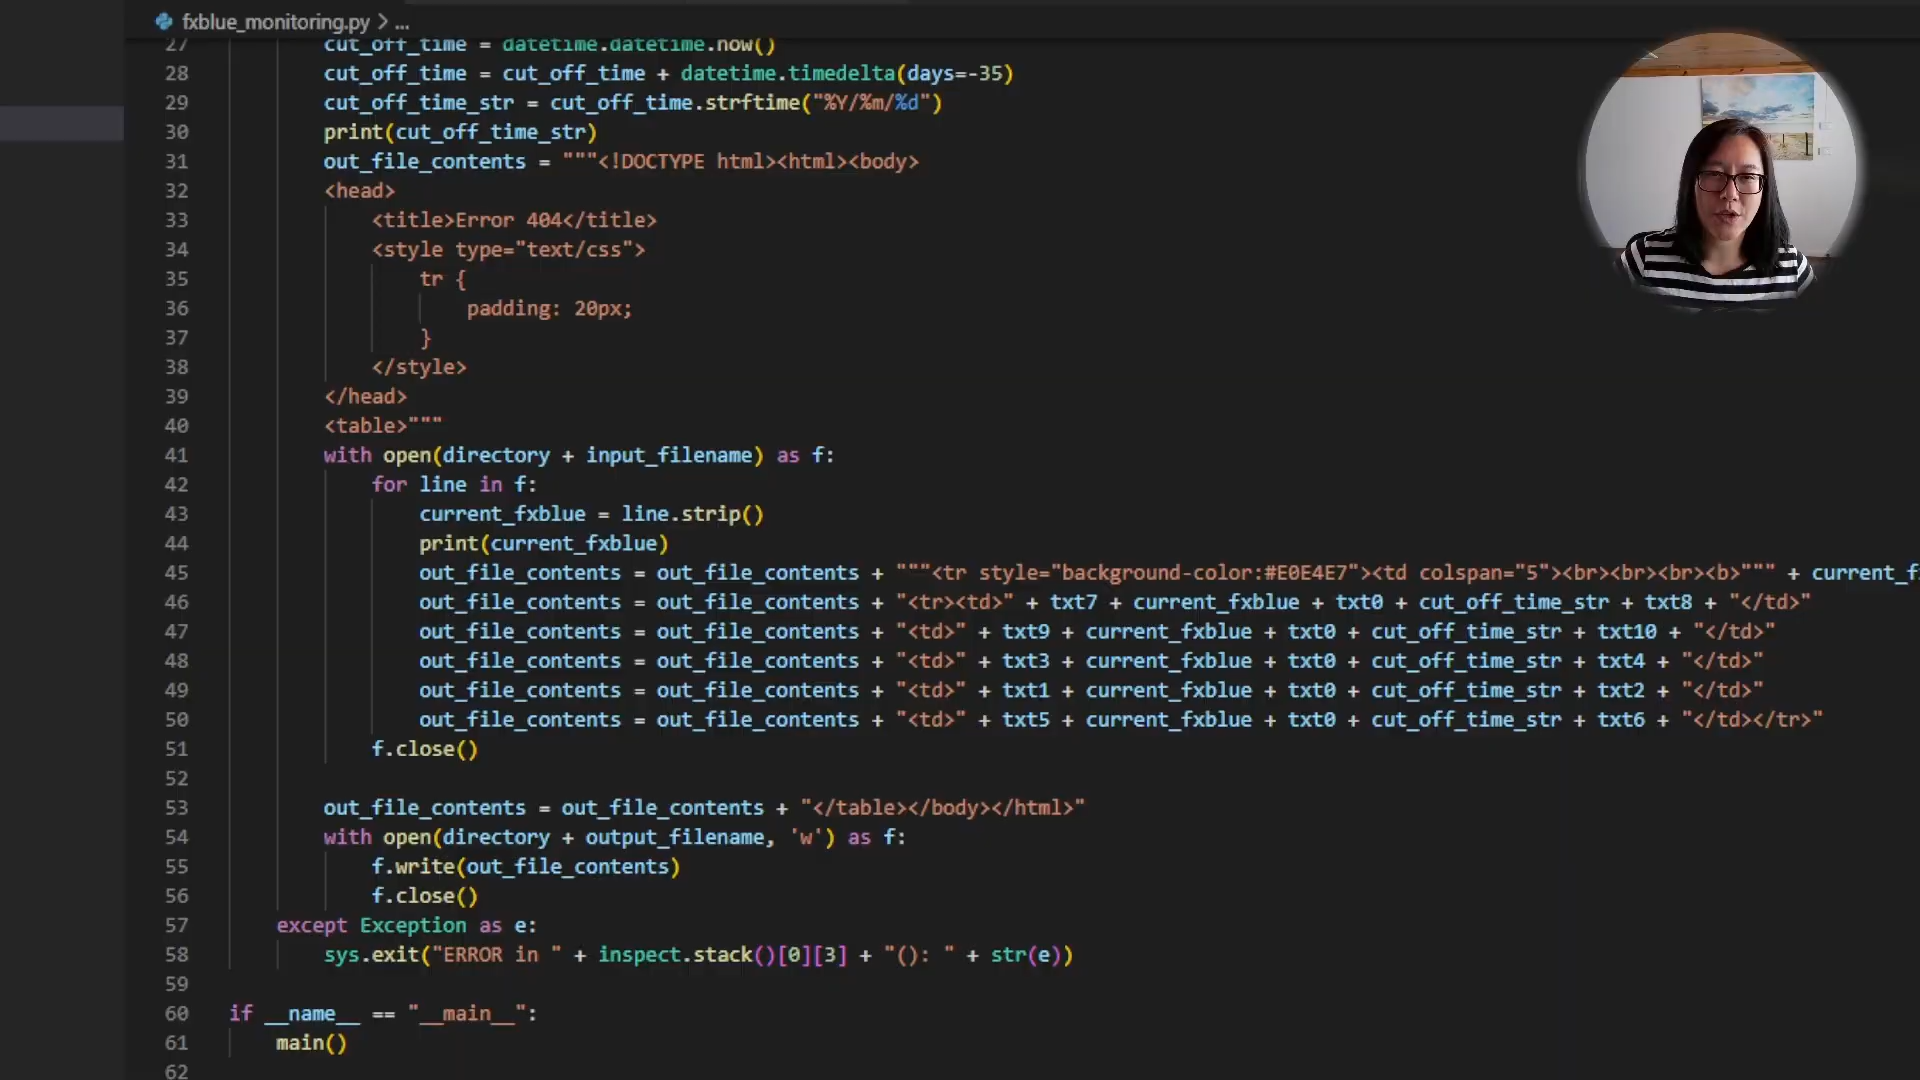 fxblue_monitoring.py > ...
27 cut_off_time = datetime.datetime.now()
28 cut_off_time = cut_off_time + datetime.timedelta(days=-35)
29 cut_off_time_str = cut_off_time.strftime("%Y/%m/%d")
30 print(cut_off_time_str)
31 out_file_contents = """<!DOCTYPE html><html><body>
32 <head>
33 <title>Error 404</title>
34 <style type="text/css">
35 tr {
36 padding: 20px;
37 }
38 </style>
39 </head>
40 <table>"""
41 with open(directory + input_filename) as f:
42 for line in f:
43 current_fxblue = line.strip()
44 print(current_fxblue)
45 out_file_contents = out_file_contents + """<tr style="background-color:#E0E4E7"><td colspan="5"><br><br><br><b>""" + current_f
46 out_file_contents = out_file_contents + "<tr><td>" + txt7 + current_fxblue + txt0 + cut_off_time_str + txt8 + "</td>"
47 out_file_contents = out_file_contents + "<td>" + txt9 + current_fxblue + txt0 + cut_off_time_str + txt10 + "</td>"
48 out_file_contents = out_file_contents + "<td>" + txt3 + current_fxblue + txt0 + cut_off_time_str + txt4 + "</td>"
49 out_file_contents = out_file_contents + "<td>" + txt1 + current_fxblue + txt0 + cut_off_time_str + txt2 + "</td>"
50 out_file_contents = out_file_contents + "<td>" + txt5 + current_fxblue + txt0 + cut_off_time_str + txt6 + "</td></tr>"
51 f.close()
52
53 out_file_contents = out_file_contents + "</table></body></html>"
54 with open(directory + output_filename, 'w') as f:
55 f.write(out_file_contents)
56 f.close()
57 except Exception as e:
58 sys.exit("ERROR in " + inspect.stack()[0][3] + "(): " + str(e))
59
60 if __name__ == "__main__":
61 main()
62